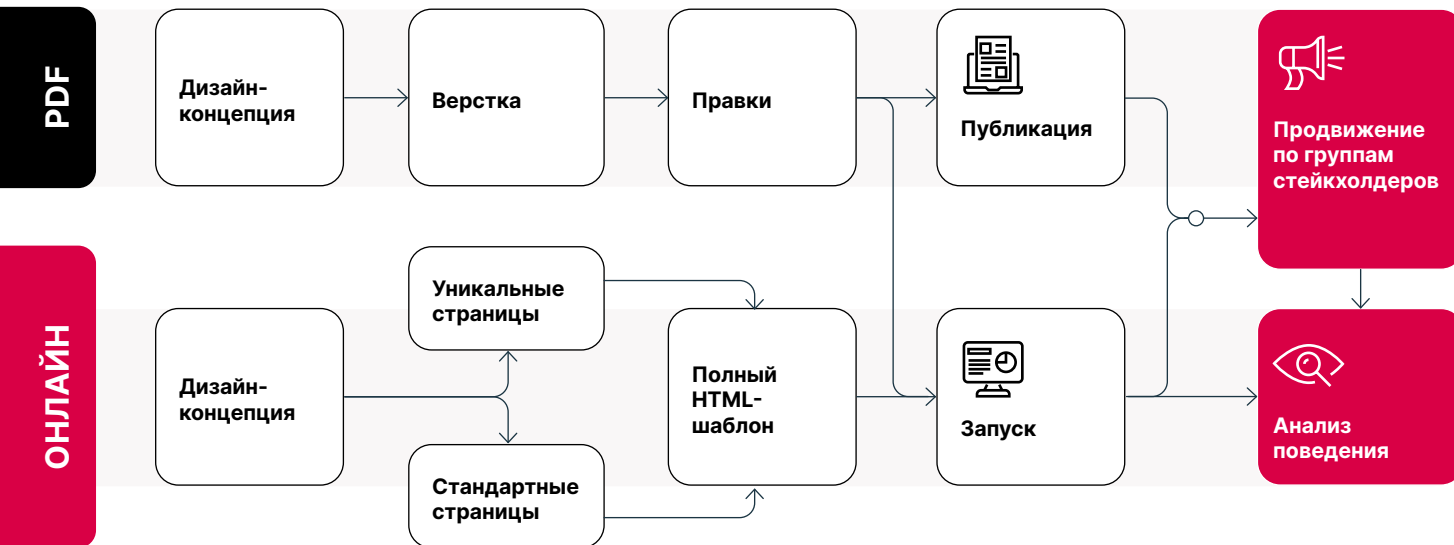 PDF
Дизайн-
концепция
Верстка
Правки
Публикация
Продвижение
по группам
стейкхолдеров
ОНЛАЙН
Дизайн-
концепция
Уникальные
страницы
Стандартные
страницы
Полный
HTML-
шаблон
Запуск
Анализ
поведения